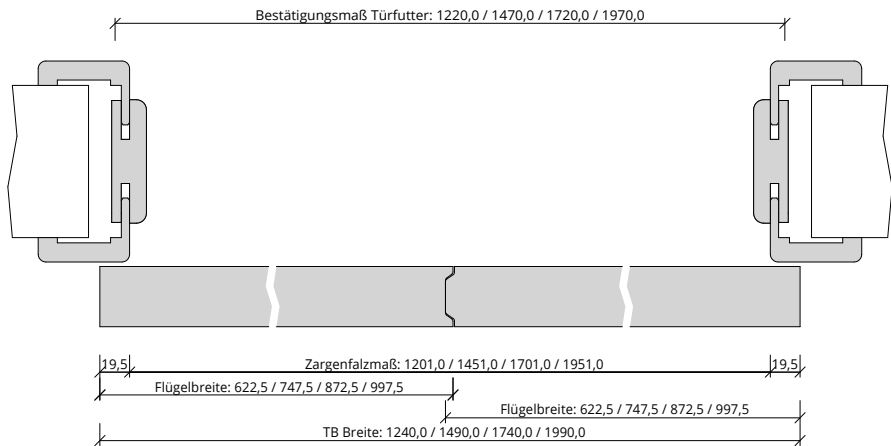 Bestätigungsmaß Türfutter: 1220,0 / 1470,0 / 1720,0 / 1970,0
19,5 Zargenfalzmaß: 1201,0 / 1451,0 / 1701,0 / 1951,0 19,5
Flügelbreite: 622,5 / 747,5 / 872,5 / 997,5
Flügelbreite: 622,5 / 747,5 / 872,5 / 997,5
TB Breite: 1240,0 / 1490,0 / 1740,0 / 1990,0